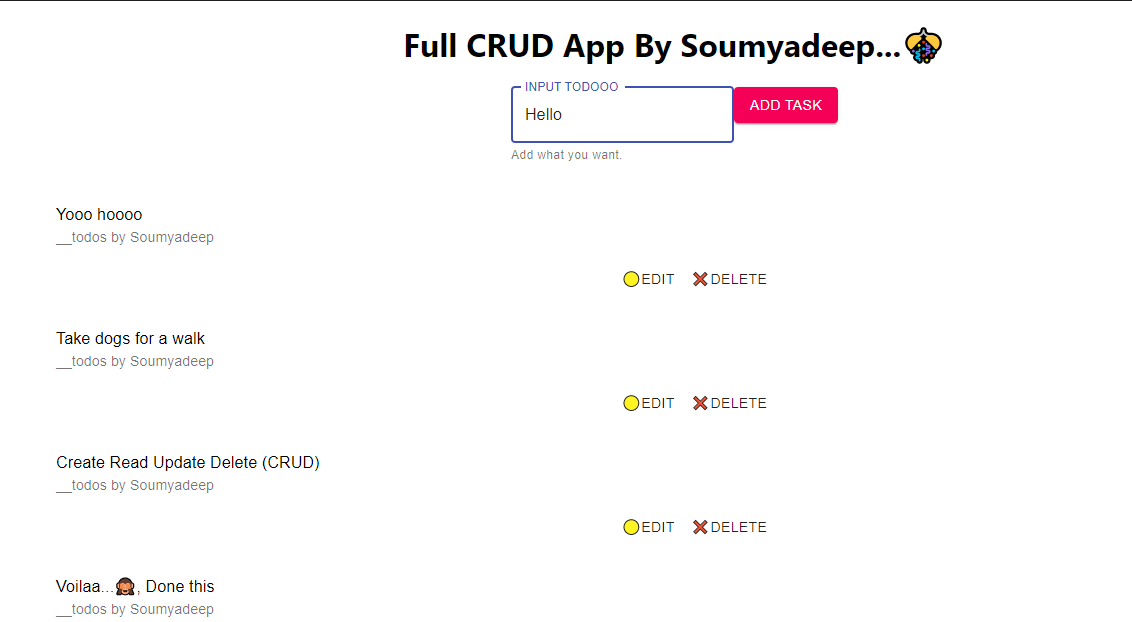 Full CRUD App By Soumyadeep...🎊
INPUT TODOOO
Hello
ADD TASK
Add what you want.
Yooo hoooo
__todos by Soumyadeep
🟡EDIT ❌DELETE
Take dogs for a walk
__todos by Soumyadeep
🟡EDIT ❌DELETE
Create Read Update Delete (CRUD)
__todos by Soumyadeep
🟡EDIT ❌DELETE
Voilaa...🙈, Done this
__todos by Soumyadeep